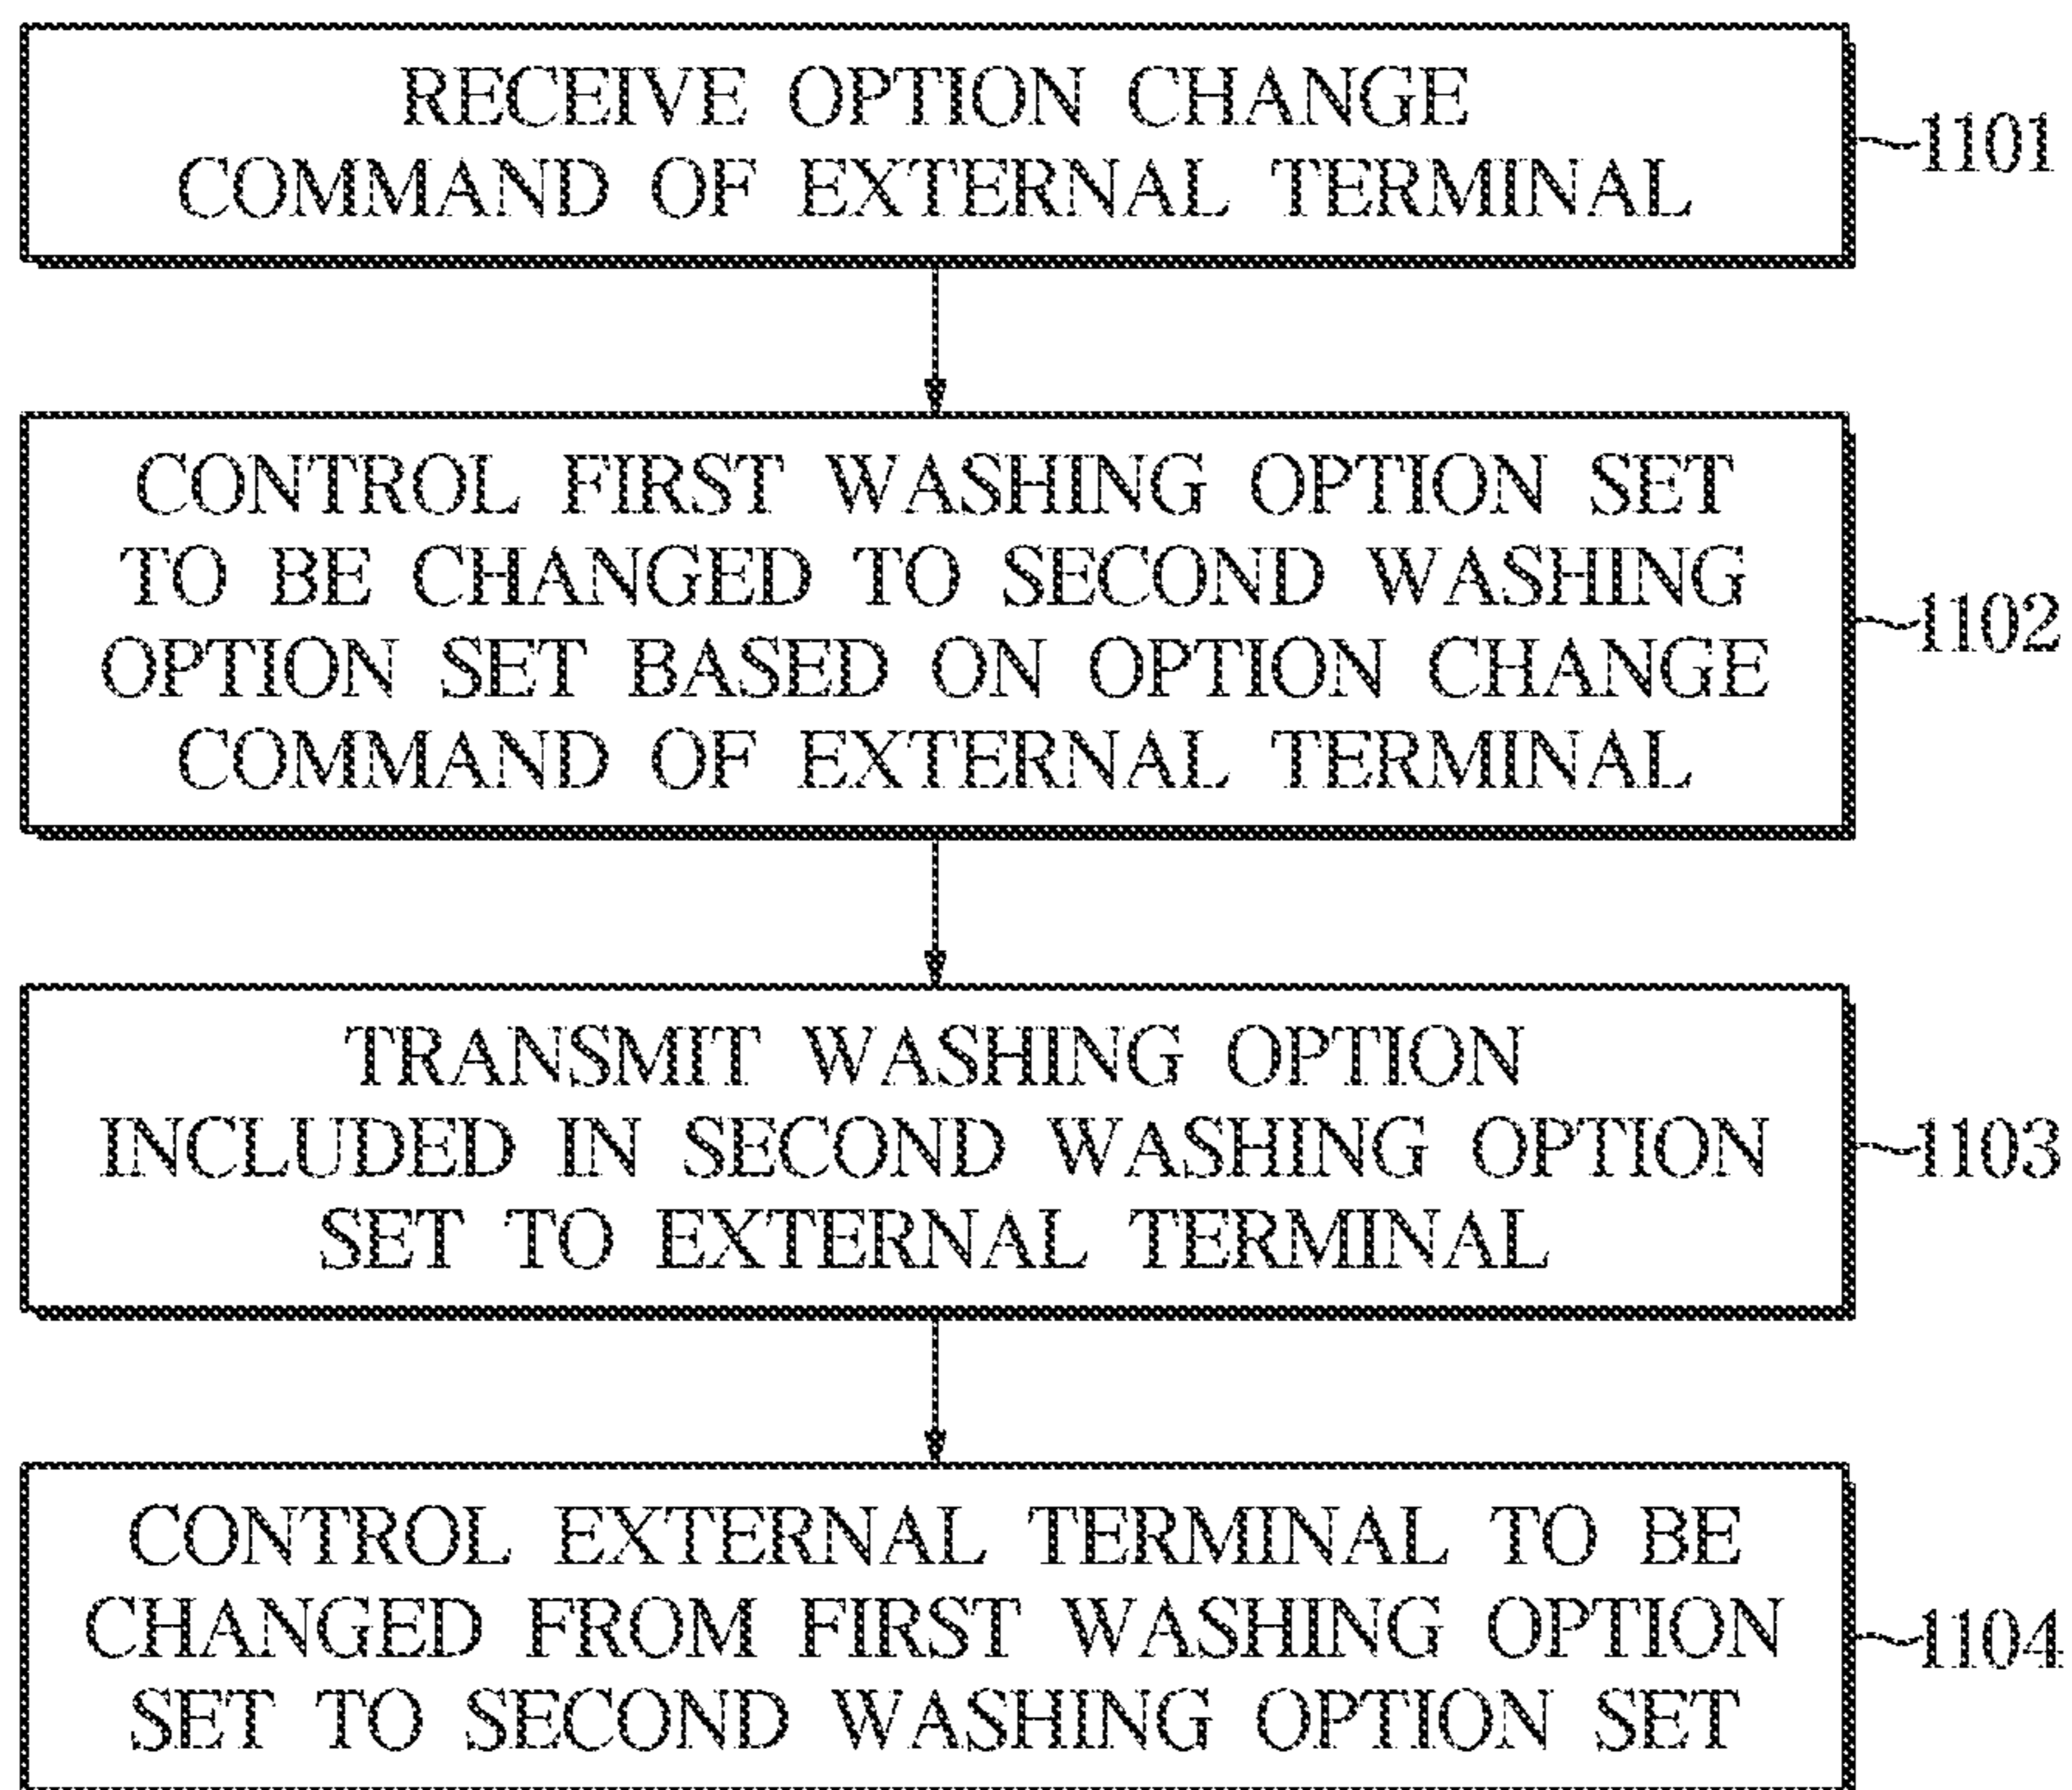 RECEIVE OPTION CHANGE
COMMAND OF EXTERNAL TERMINAL
1101
CONTROL FIRST WASHING OPTION SET
TO BE CHANGED TO SECOND WASHING
OPTION SET BASED ON OPTION CHANGE
COMMAND OF EXTERNAL TERMINAL
1102
TRANSMIT WASHING OPTION
INCLUDED IN SECOND WASHING OPTION
SET TO EXTERNAL TERMINAL
1103
CONTROL EXTERNAL TERMINAL TO BE
CHANGED FROM FIRST WASHING OPTION
SET TO SECOND WASHING OPTION SET
1104